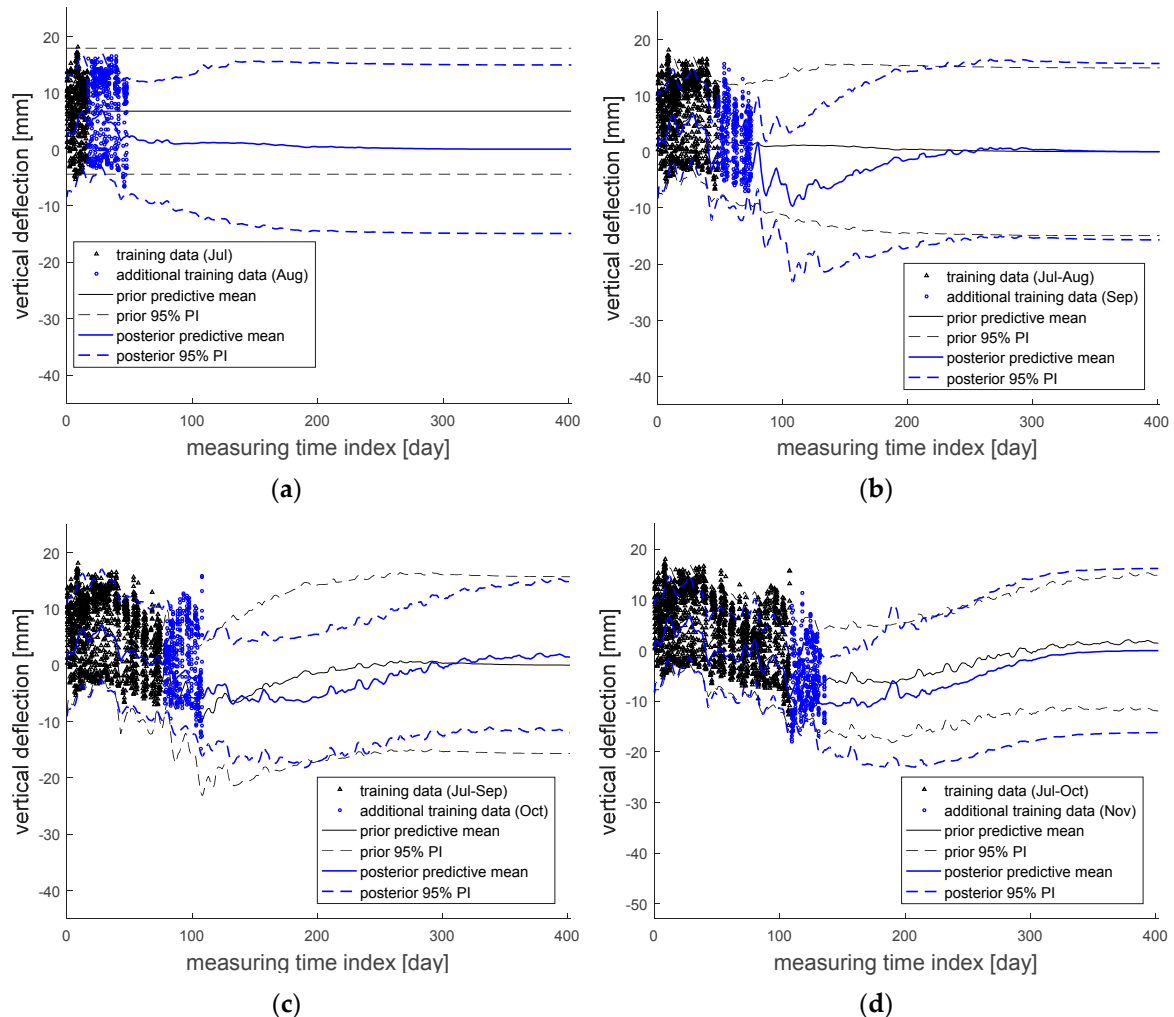 20
10
0
-10
-20
-30
-40
vertical deflection [mm]
training data (Jul)
additional training data (Aug)
prior predictive mean
prior 95% PI
posterior predictive mean
posterior 95% PI
0 100 200 300 400
measuring time index [day]
(a)
20
10
0
-10
-20
-30
-40
vertical deflection [mm]
training data (Jul-Aug)
additional training data (Sep)
prior predictive mean
prior 95% PI
posterior predictive mean
posterior 95% PI
0 100 200 300 400
measuring time index [day]
(b)
20
10
0
-10
-20
-30
-40
vertical deflection [mm]
training data (Jul-Sep)
additional training data (Oct)
prior predictive mean
prior 95% PI
posterior predictive mean
posterior 95% PI
0 100 200 300 400
measuring time index [day]
(c)
20
10
0
-10
-20
-30
-40
-50
vertical deflection [mm]
training data (Jul-Oct)
additional training data (Nov)
prior predictive mean
prior 95% PI
posterior predictive mean
posterior 95% PI
0 100 200 300 400
measuring time index [day]
(d)